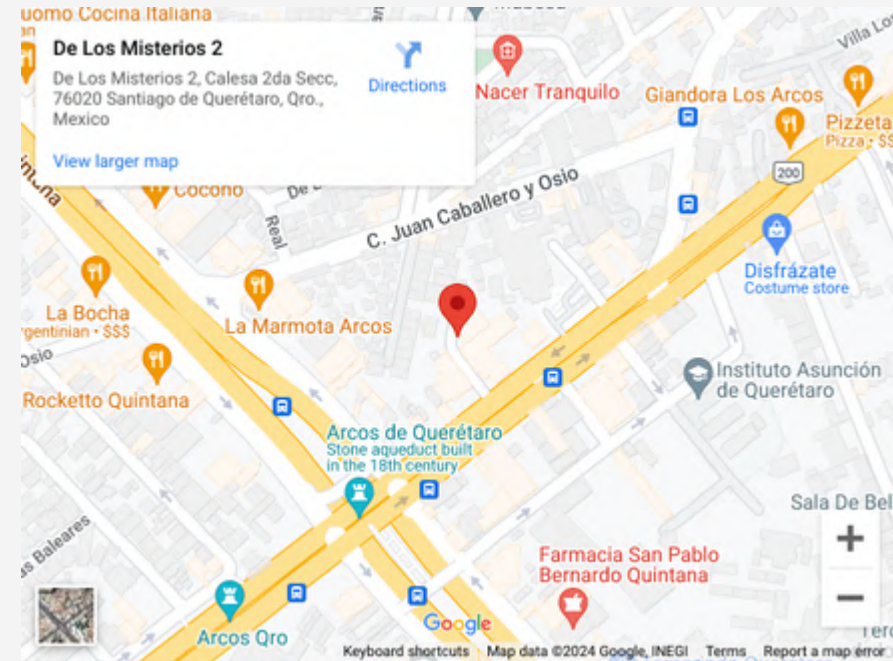 uomo Cocina Italiana
De Los Misterios 2
De Los Misterios 2, Calesa 2da Secc,
76020 Santiago de Querétaro, Qro.,
Mexico
Directions
View larger map
Nacer Tranquilo
Giandora Los Arcos
Villa Lo
Pizzeta
Pizza · $$
200
Cocono
De
Real
C. Juan Caballero y Osio
Disfrázate
Costume store
La Bocha
rgentinian · $$$
La Marmota Arcos
Osio
Rocketto Quintana
Instituto Asunción
de Querétaro
Arcos de Querétaro
Stone aqueduct built
in the 18th century
Sala De Bel
as Baleares
Farmacia San Pablo
Bernardo Quintana
+
−
Arcos Qro
Google
Keyboard shortcuts
Map data ©2024 Google, INEGI
Terms
Report a map error